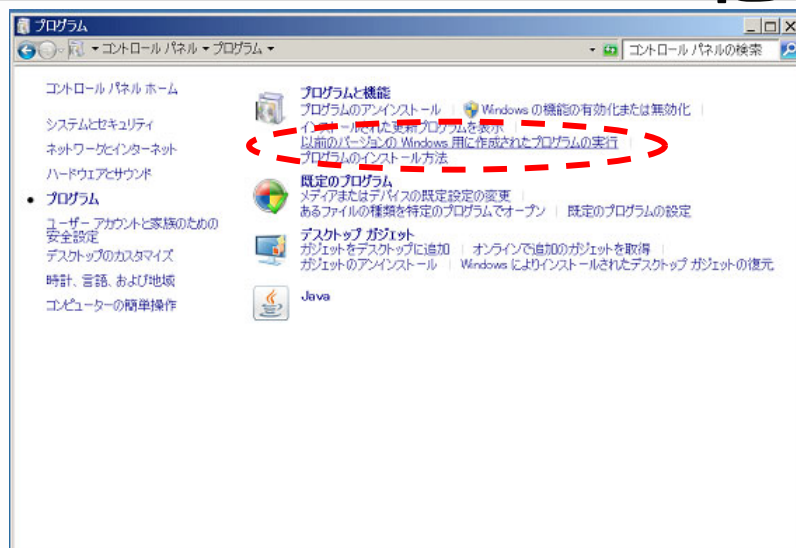 プログラム
コントロール パネル ▼ プログラム ▼
コントロール パネルの検索
コントロール パネル ホーム
システムとセキュリティ
ネットワークとインターネット
ハードウェアとサウンド
プログラム
ユーザー アカウントと家族のための
安全設定
デスクトップのカスタマイズ
時計、言語、および地域
コンピューターの簡単操作
プログラムと機能
プログラムのアンインストール | Windows の機能の有効化または無効化 |
インストールされた更新プログラムを表示 |
以前のバージョンの Windows 用に作成されたプログラムの実行 |
プログラムのインストール方法
既定のプログラム
メディアまたはデバイスの既定設定の変更 |
あるファイルの種類を特定のプログラムでオープン | 既定のプログラムの設定
デスクトップ ガジェット
ガジェットをデスクトップに追加 | オンラインで追加のガジェットを取得 |
ガジェットのアンインストール | Windows によりインストールされたデスクトップ ガジェットの復元
Java